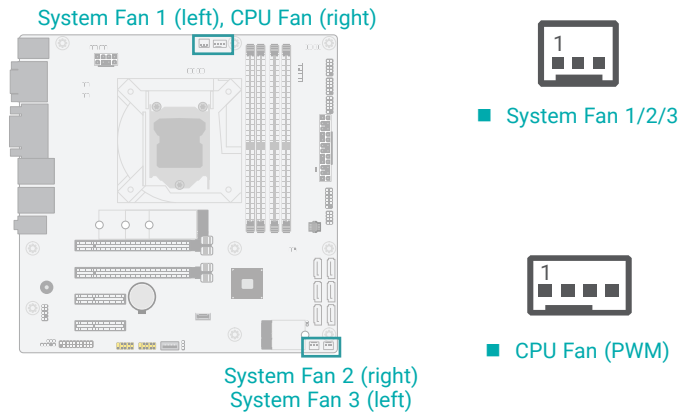 System Fan 1 (left), CPU Fan (right)
1
System Fan 1/2/3
1
CPU Fan (PWM)
System Fan 2 (right)
System Fan 3 (left)